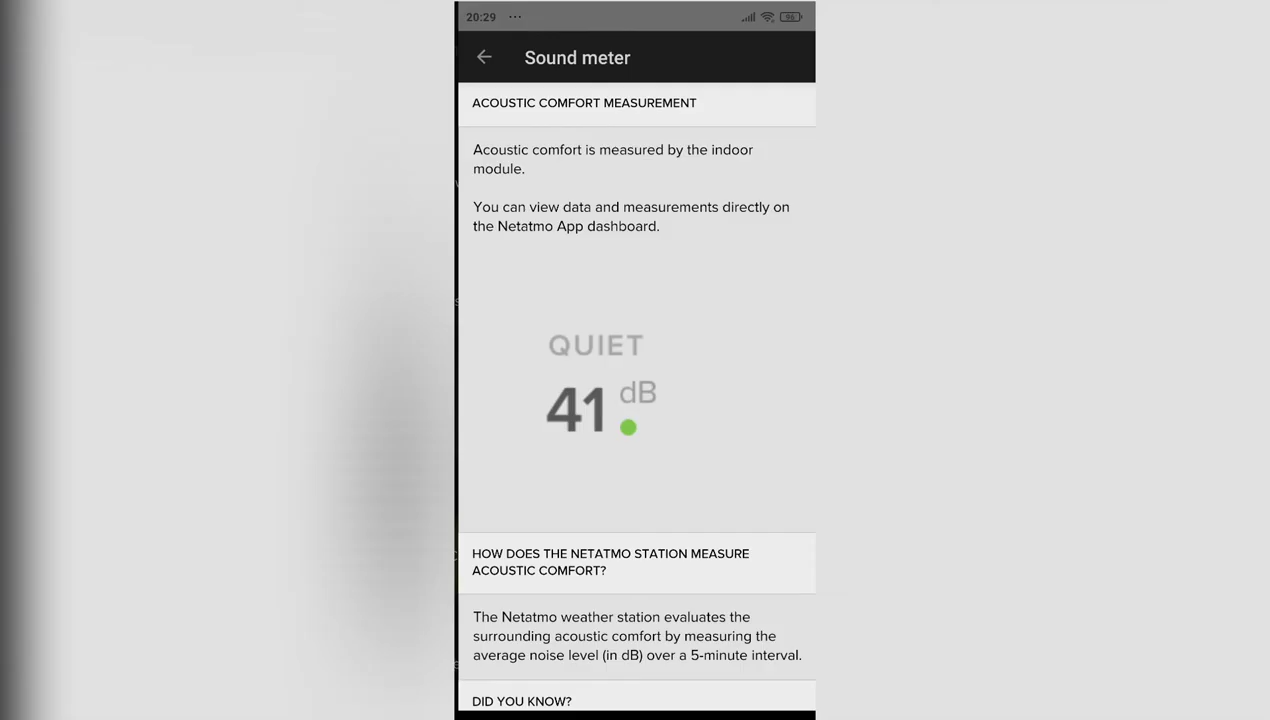 20:29 ...
96
Sound meter
ACOUSTIC COMFORT MEASUREMENT
Acoustic comfort is measured by the indoor
module.
You can view data and measurements directly on
the Netatmo App dashboard.
QUIET
41 dB
HOW DOES THE NETATMO STATION MEASURE
ACOUSTIC COMFORT?
The Netatmo weather station evaluates the
surrounding acoustic comfort by measuring the
average noise level (in dB) over a 5-minute interval.
DID YOU KNOW?